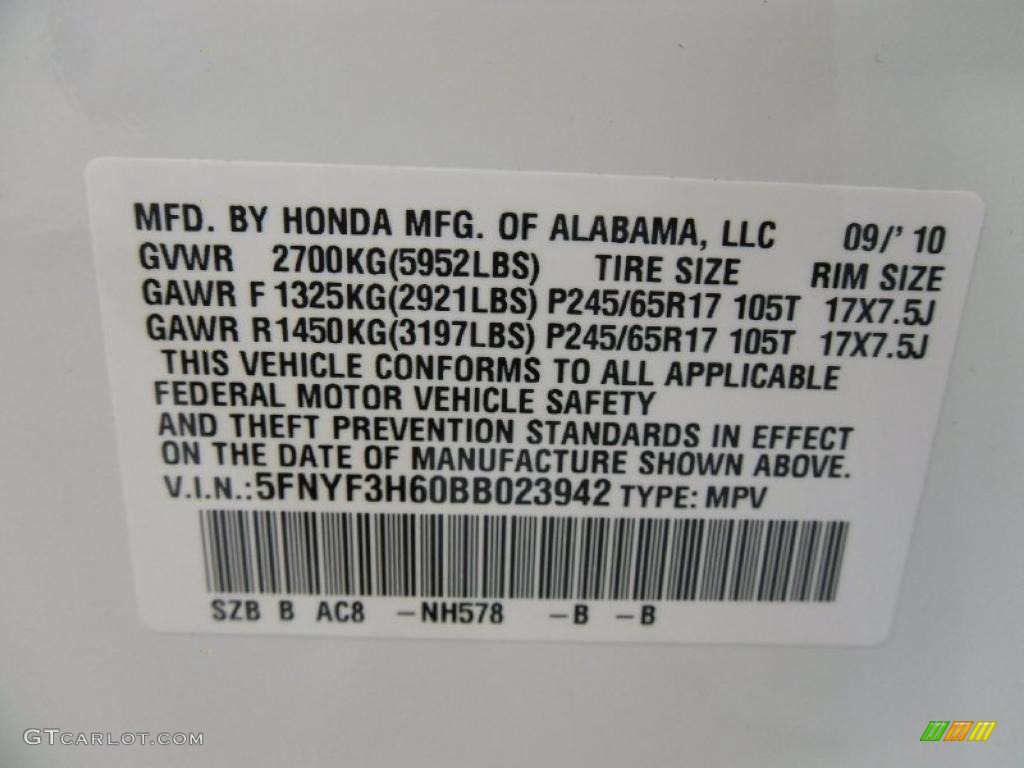 MFD. BY HONDA MFG. OF ALABAMA, LLC 09/' 10
GVWR 2700KG(5952LBS) TIRE SIZE RIM SIZE
GAWR F 1325KG(2921LBS) P245/65R17 105T 17X7.5J
GAWR R1450KG(3197LBS) P245/65R17 105T 17X7.5J
THIS VEHICLE CONFORMS TO ALL APPLICABLE
FEDERAL MOTOR VEHICLE SAFETY
AND THEFT PREVENTION STANDARDS IN EFFECT
ON THE DATE OF MANUFACTURE SHOWN ABOVE.
V.I.N.:5FNYF3H60BB023942 TYPE: MPV
SZB B AC8 –NH578 –B –B
GTCARLOT.COM